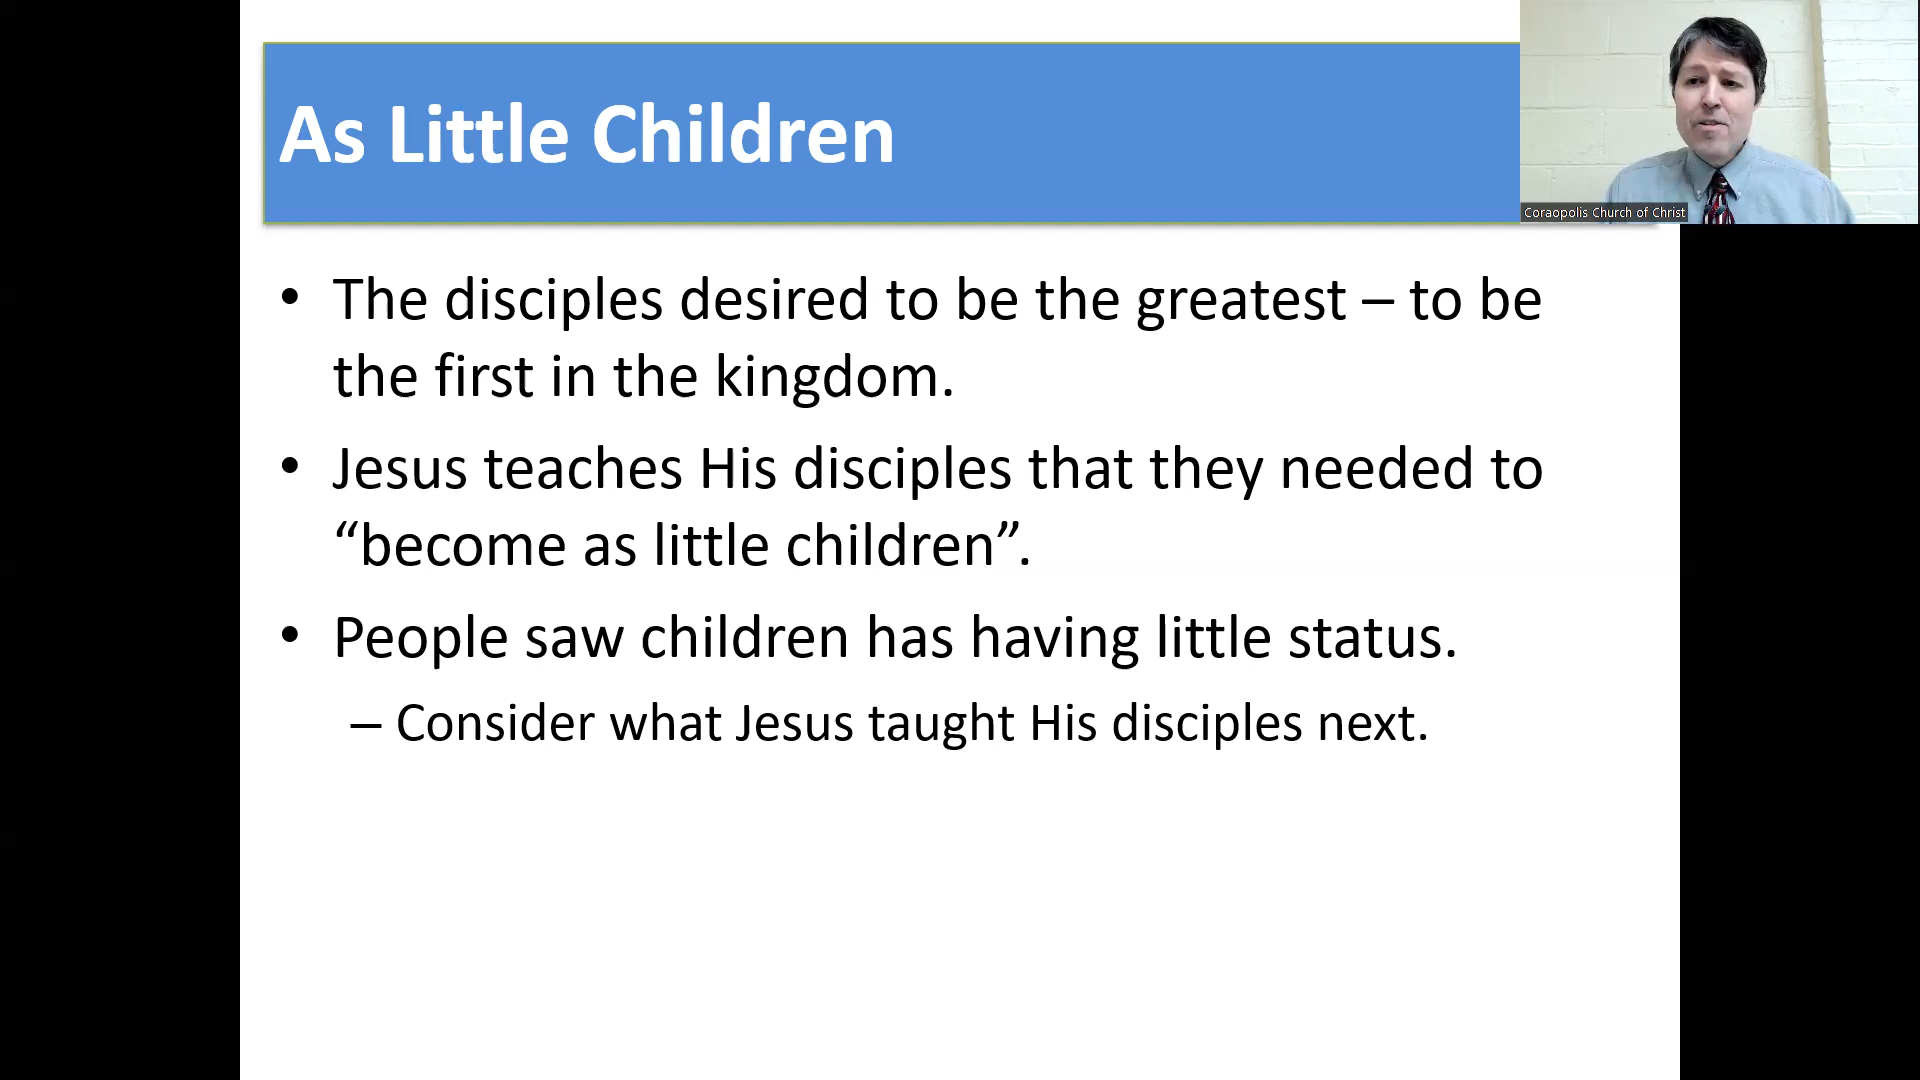 As Little Children
Coraopolis Church of Christ
• The disciples desired to be the greatest – to be
the first in the kingdom.
• Jesus teaches His disciples that they needed to
“become as little children”.
• People saw children has having little status.
– Consider what Jesus taught His disciples next.